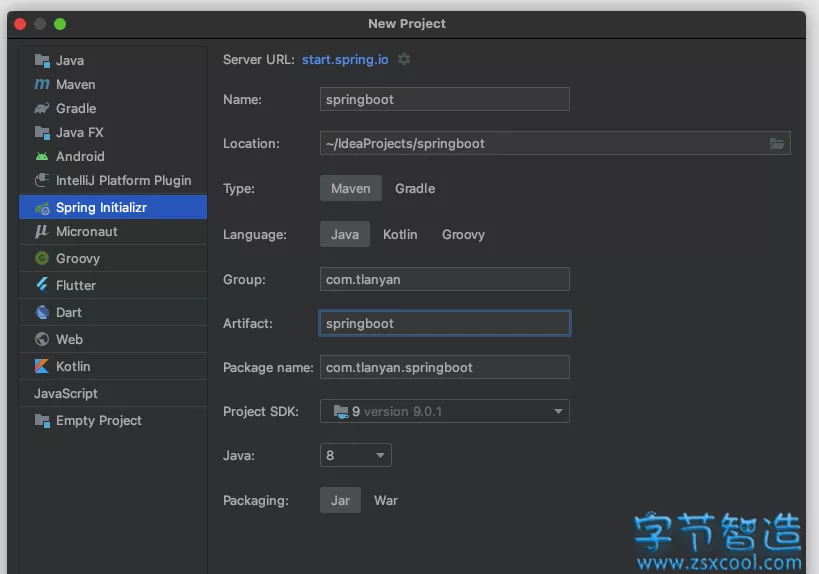 New Project
Java
Maven
Gradle
Java FX
Android
IntelliJ Platform Plugin
Spring Initializr
Micronaut
Groovy
Flutter
Dart
Web
Kotlin
JavaScript
Empty Project
Server URL: start.spring.io
Name: springboot
Location: ~/IdeaProjects/springboot
Type: Maven Gradle
Language: Java Kotlin Groovy
Group: com.tlanyan
Artifact: springboot
Package name: com.tlanyan.springboot
Project SDK: 9 version 9.0.1
Java: 8
Packaging: Jar War
字节智造
www.zsxcool.com